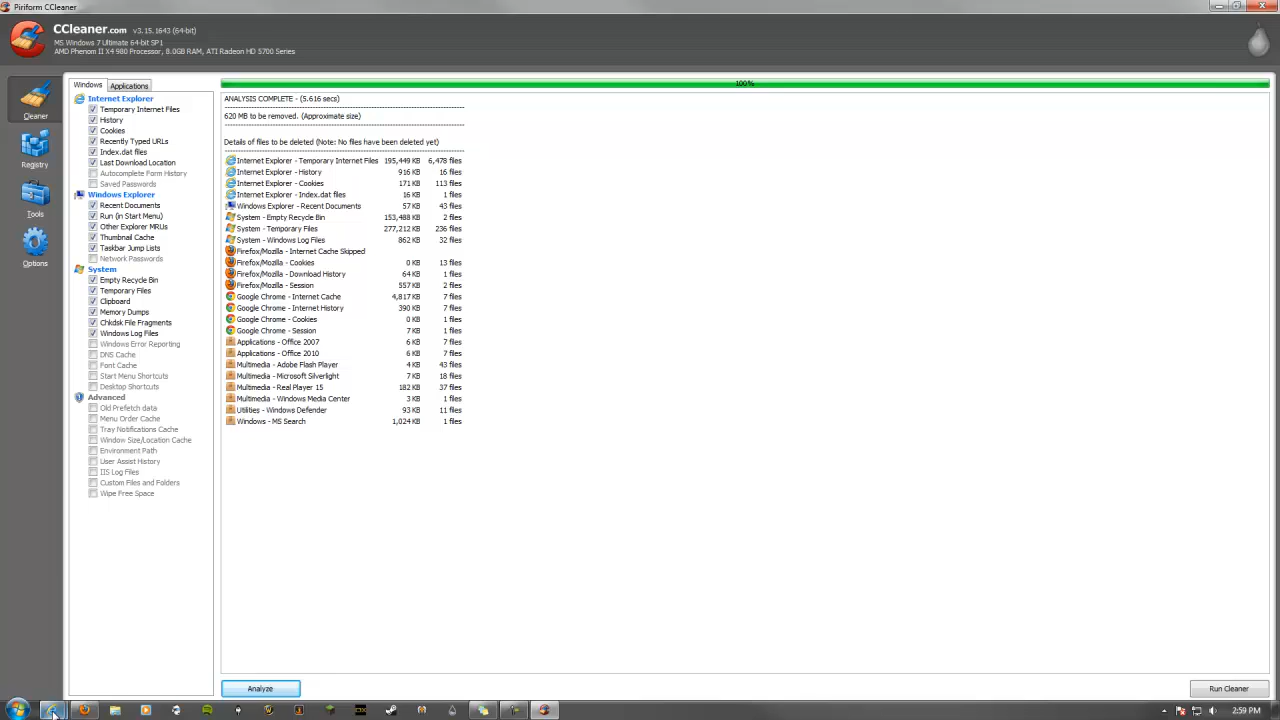 Piriform CCleaner
CCleaner.com v3.15.1643 (64-bit)
MS Windows 7 Ultimate 64-bit SP1
AMD Phenom II X4 980 Processor, 8.0GB RAM, ATI Radeon HD 5700 Series
Cleaner
Registry
Tools
Options
Windows
Applications
Internet Explorer
Temporary Internet Files
History
Cookies
Recently Typed URLs
Index.dat files
Last Download Location
Autocomplete Form History
Saved Passwords
Windows Explorer
Recent Documents
Run (in Start Menu)
Other Explorer MRUs
Thumbnail Cache
Taskbar Jump Lists
Network Passwords
System
Empty Recycle Bin
Temporary Files
Clipboard
Memory Dumps
Chkdsk File Fragments
Windows Log Files
Windows Error Reporting
DNS Cache
Font Cache
Start Menu Shortcuts
Desktop Shortcuts
Advanced
Old Prefetch data
Menu Order Cache
Tray Notifications Cache
Window Size/Location Cache
Environment Path
User Assist History
IIS Log Files
Custom Files and Folders
Wipe Free Space
100%
ANALYSIS COMPLETE - (5.616 secs)
620 MB to be removed. (Approximate size)
Details of files to be deleted (Note: No files have been deleted yet)
Internet Explorer - Temporary Internet Files 195,449 KB 6,478 files
Internet Explorer - History 916 KB 16 files
Internet Explorer - Cookies 171 KB 113 files
Internet Explorer - Index.dat files 16 KB 1 files
Windows Explorer - Recent Documents 57 KB 43 files
System - Empty Recycle Bin 153,488 KB 2 files
System - Temporary Files 277,212 KB 236 files
System - Windows Log Files 862 KB 32 files
Firefox/Mozilla - Internet Cache Skipped
Firefox/Mozilla - Cookies 0 KB 13 files
Firefox/Mozilla - Download History 64 KB 1 files
Firefox/Mozilla - Session 557 KB 2 files
Google Chrome - Internet Cache 4,817 KB 7 files
Google Chrome - Internet History 390 KB 7 files
Google Chrome - Cookies 0 KB 1 files
Google Chrome - Session 7 KB 1 files
Applications - Office 2007 6 KB 7 files
Applications - Office 2010 6 KB 7 files
Multimedia - Adobe Flash Player 4 KB 43 files
Multimedia - Microsoft Silverlight 7 KB 18 files
Multimedia - Real Player 15 182 KB 37 files
Multimedia - Windows Media Center 3 KB 1 files
Utilities - Windows Defender 93 KB 11 files
Windows - MS Search 1,024 KB 1 files
Analyze
Run Cleaner
2:59 PM